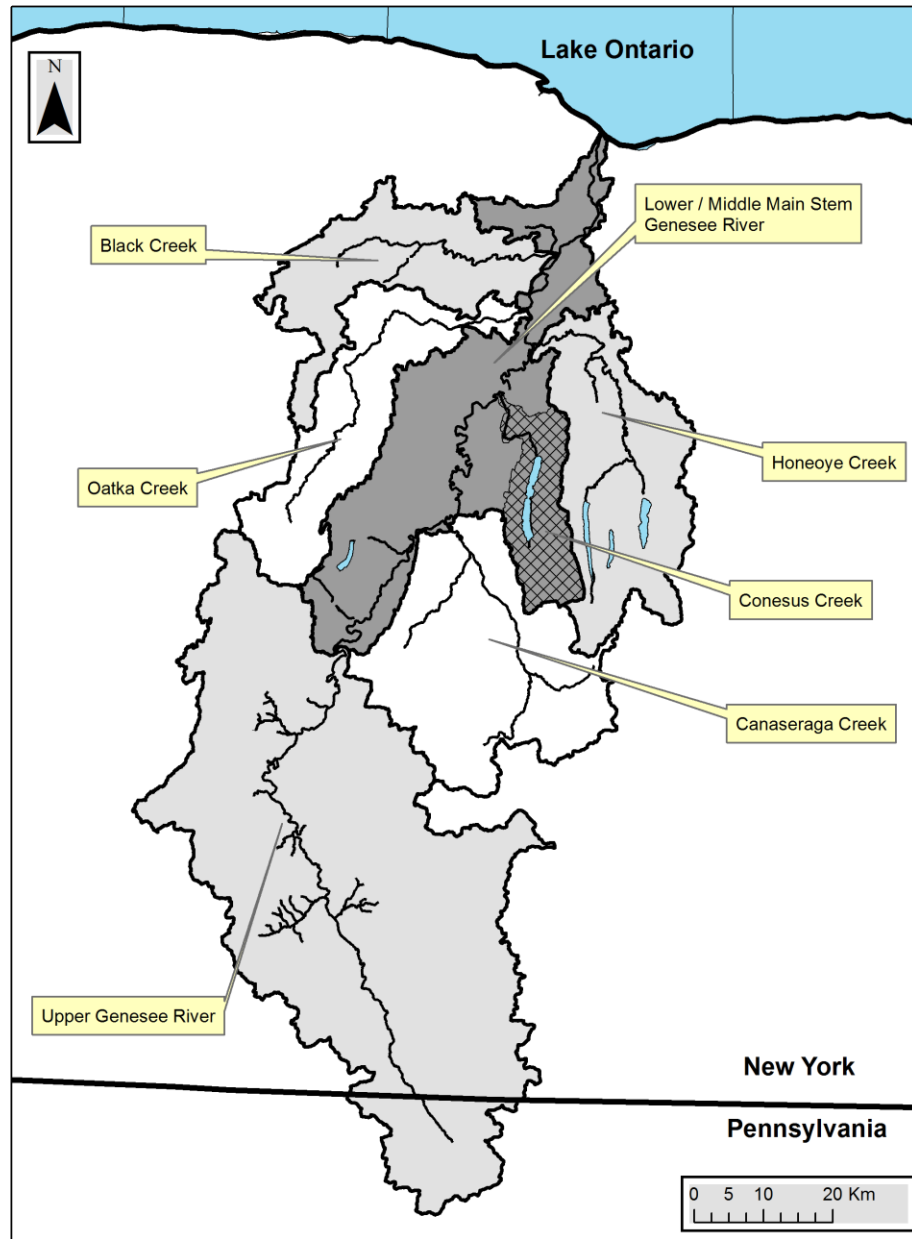 Lake Ontario
N
Lower / Middle Main Stem
Genesee River
Black Creek
Honeoye Creek
Oatka Creek
Conesus Creek
Canaseraga Creek
Upper Genesee River
New York
Pennsylvania
0 5 10 20 Km